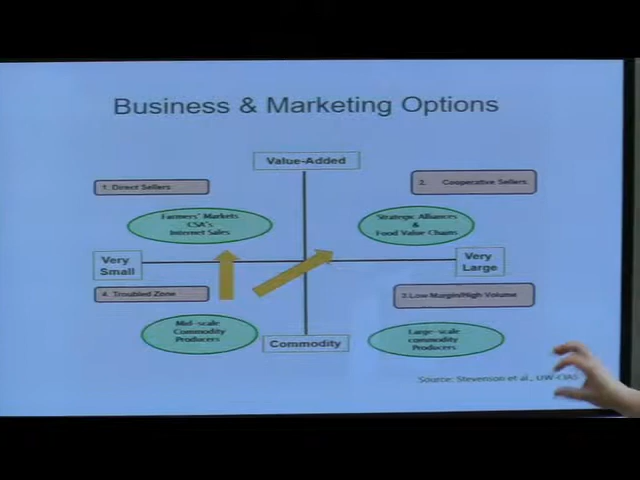 Business & Marketing Options
Value-Added
1. Direct Sellers
2. Cooperative Sellers
Farmers' Markets
CSA's
Internet Sales
Strategic Alliances
&
Food Value Chains
Very
Small
Very
Large
4. Troubled Zone
3 Low Margin/High Volume
Mid-scale
Commodity
Producers
Commodity
Large-scale
commodity
Producers
Source: Stevenson et al., UW-CIAS